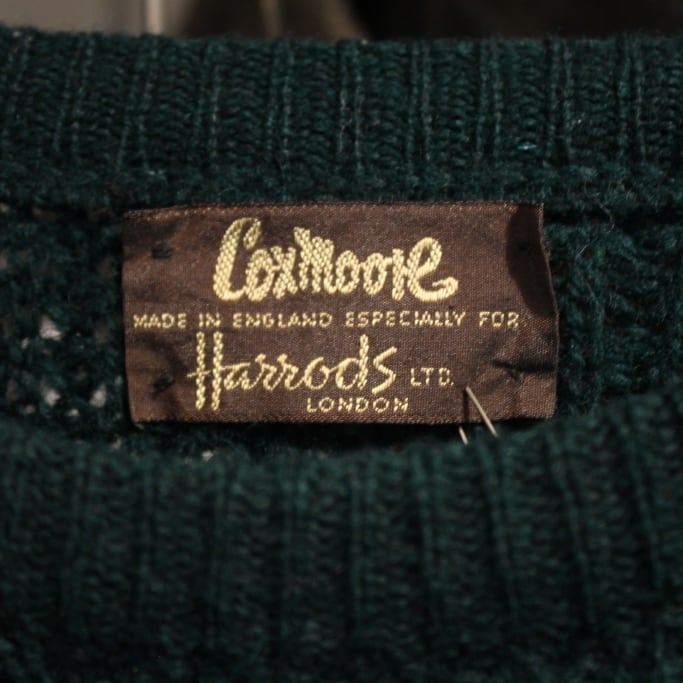 Coxmoore
MADE IN ENGLAND ESPECIALLY FOR
Harrods LTD.
LONDON